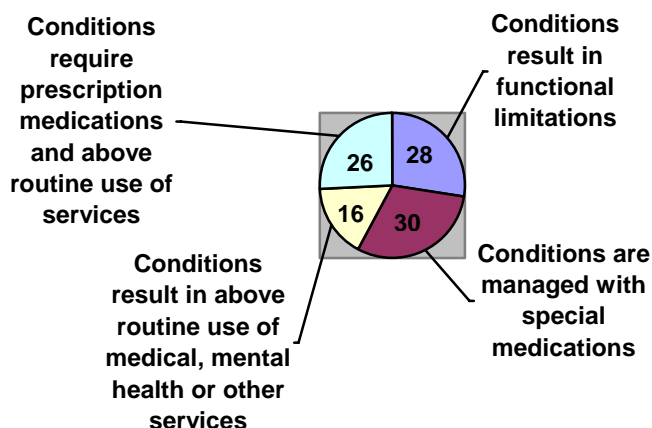 Conditions
require
prescription
medications
and above
routine use of
services
Conditions
result in
functional
limitations
26
28
16
30
Conditions
result in above
routine use of
medical, mental
health or other
services
Conditions are
managed with
special
medications